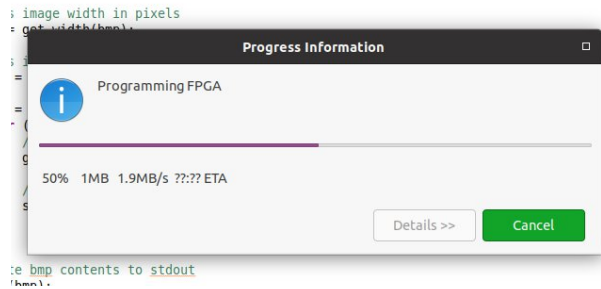 s image width in pixels
= get_width(bmp);
Progress Information
Programming FPGA
50% 1MB 1.9MB/s ??:?? ETA
Details >>
Cancel
te bmp contents to stdout
(bmp);